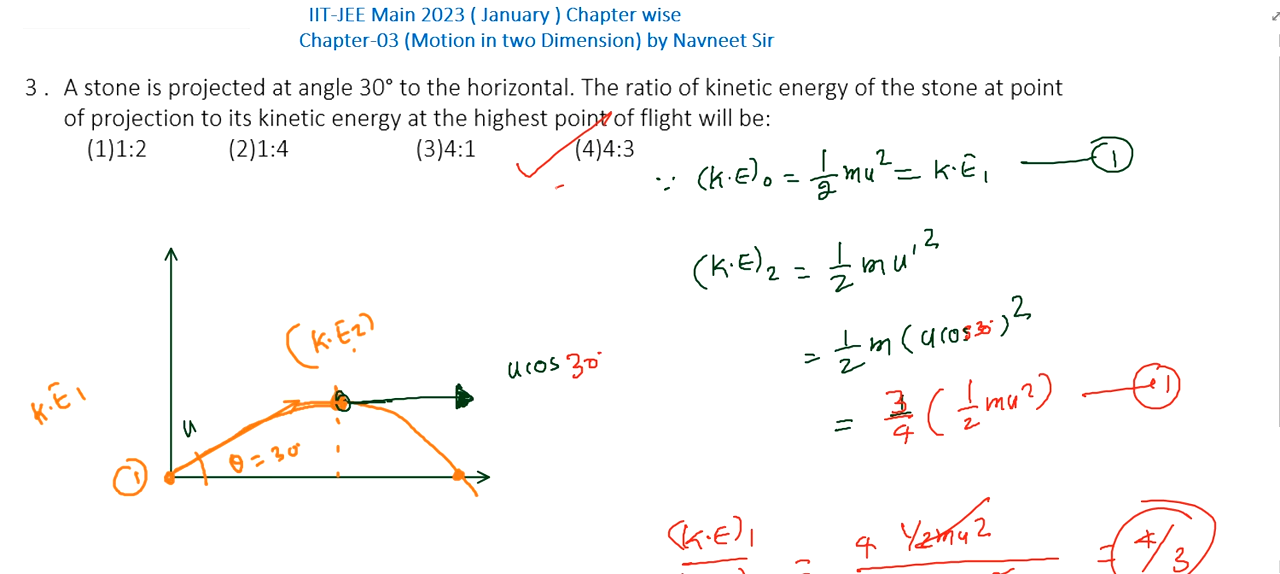 IIT-JEE Main 2023 ( January ) Chapter wise
Chapter-03 (Motion in two Dimension) by Navneet Sir
3 . A stone is projected at angle 30° to the horizontal. The ratio of kinetic energy of the stone at point
of projection to its kinetic energy at the highest point of flight will be:
(1)1:2 (2)1:4 (3)4:1 (4)4:3
∵ (K.E)₀ = 1/2 mu² = K.E₁ — ①
(K.E)₂ = 1/2 mu'²
= 1/2 m (ucos30°)²
= 3/4 (1/2 mu²) — ①
(K.E₂)
ucos 30°
K.E₁
u
θ = 30°
①
(K.E)₁ = 4 1/2mu² = 4/3